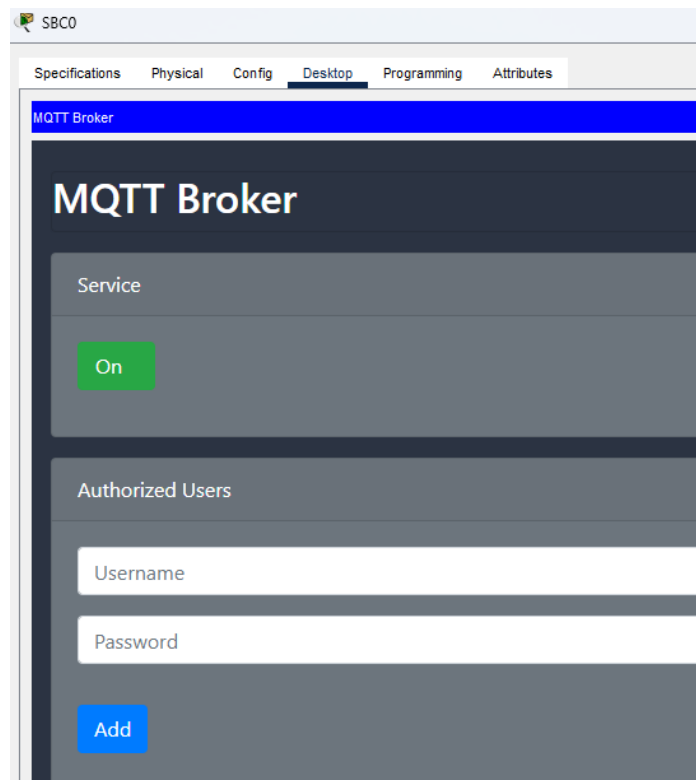 SBC0
Specifications Physical Config Desktop Programming Attributes
MQTT Broker
MQTT Broker
Service
On
Authorized Users
Username
Password
Add